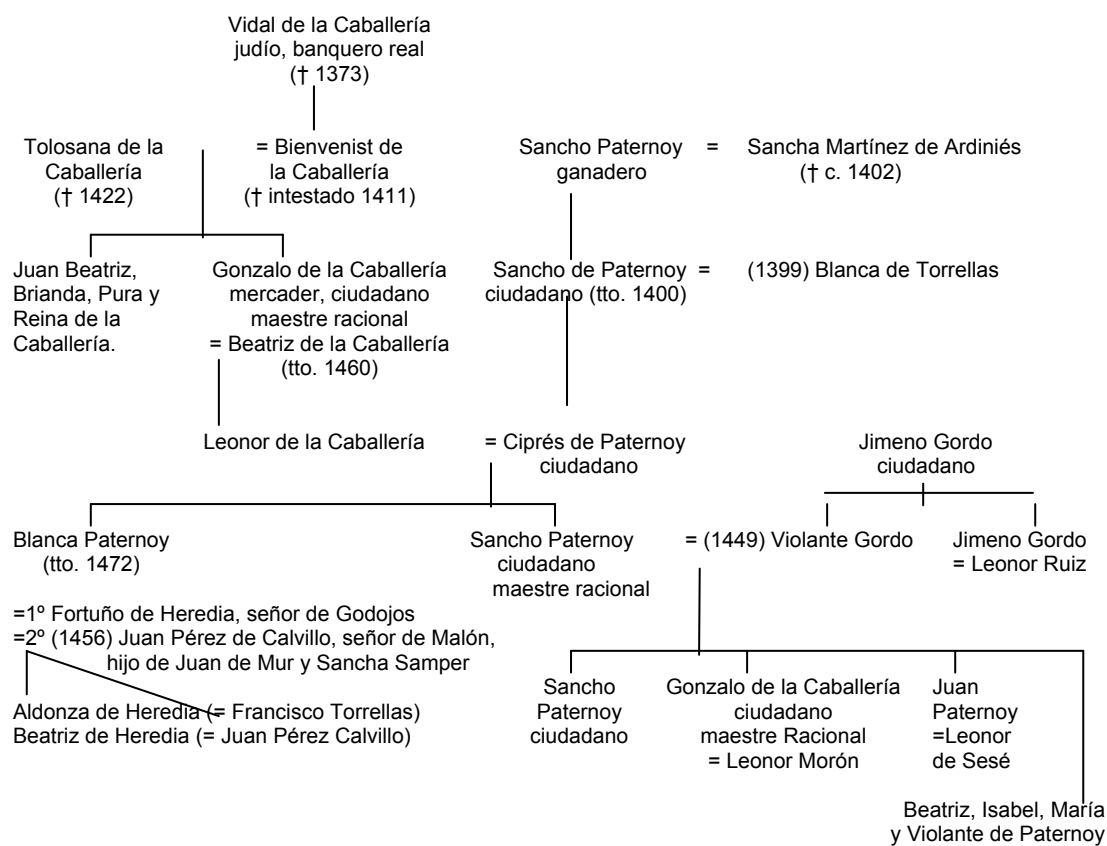 Vidal de la Caballería
judío, banquero real
(† 1373)
Tolosana de la
Caballería
(† 1422)
= Bienvenist de
la Caballería
(† intestado 1411)
Sancho Paternoy
ganadero
=
Sancha Martínez de Ardiniés
(† c. 1402)
Juan Beatriz,
Brianda, Pura y
Reina de la
Caballería.
Gonzalo de la Caballería
mercader, ciudadano
maestre racional
= Beatriz de la Caballería
(tto. 1460)
Sancho de Paternoy =
ciudadano (tto. 1400)
(1399) Blanca de Torrellas
Leonor de la Caballería
= Ciprés de Paternoy
ciudadano
Jimeno Gordo
ciudadano
Blanca Paternoy
(tto. 1472)
Sancho Paternoy
ciudadano
maestre racional
= (1449) Violante Gordo
Jimeno Gordo
= Leonor Ruiz
=1º Fortuño de Heredia, señor de Godojos
=2º (1456) Juan Pérez de Calvillo, señor de Malón,
hijo de Juan de Mur y Sancha Samper
Aldonza de Heredia (= Francisco Torrellas)
Beatriz de Heredia (= Juan Pérez Calvillo)
Sancho
Paternoy
ciudadano
Gonzalo de la Caballería
ciudadano
maestre Racional
= Leonor Morón
Juan
Paternoy
=Leonor
de Sesé
Beatriz, Isabel, María
y Violante de Paternoy